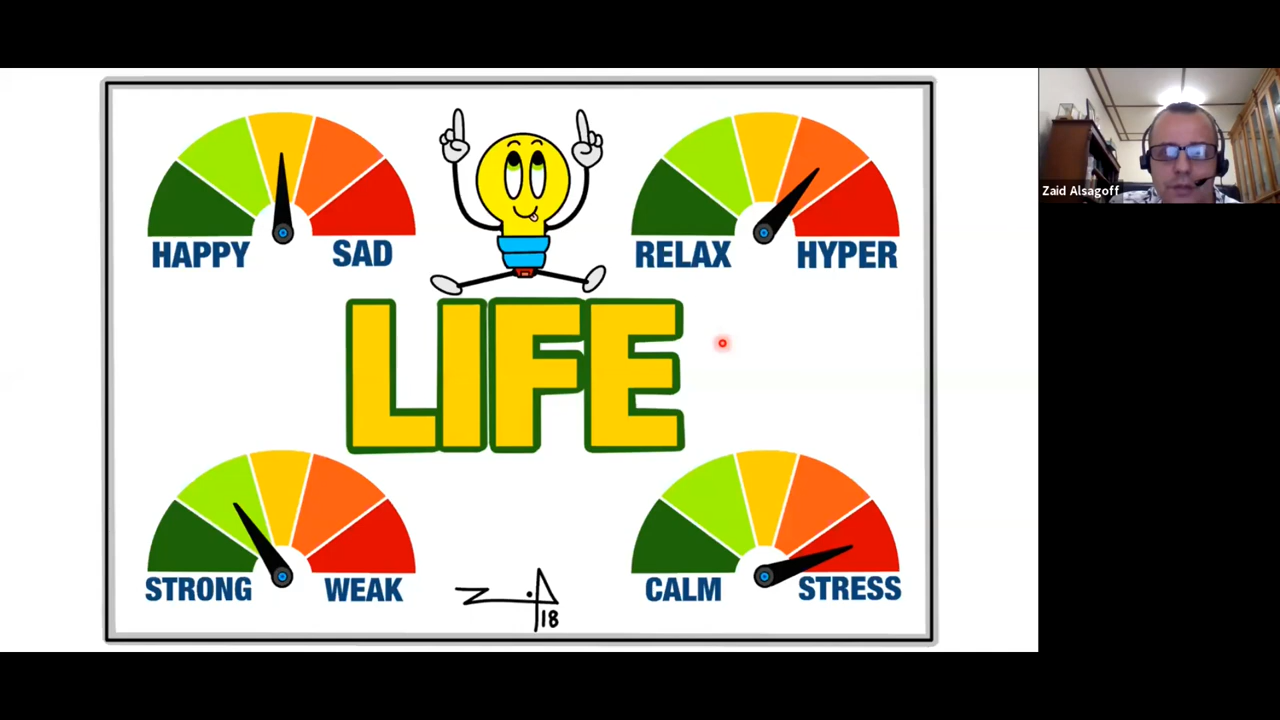 HAPPY SAD
RELAX HYPER
Zaid Alsagoff
LIFE
STRONG WEAK
CALM STRESS
18